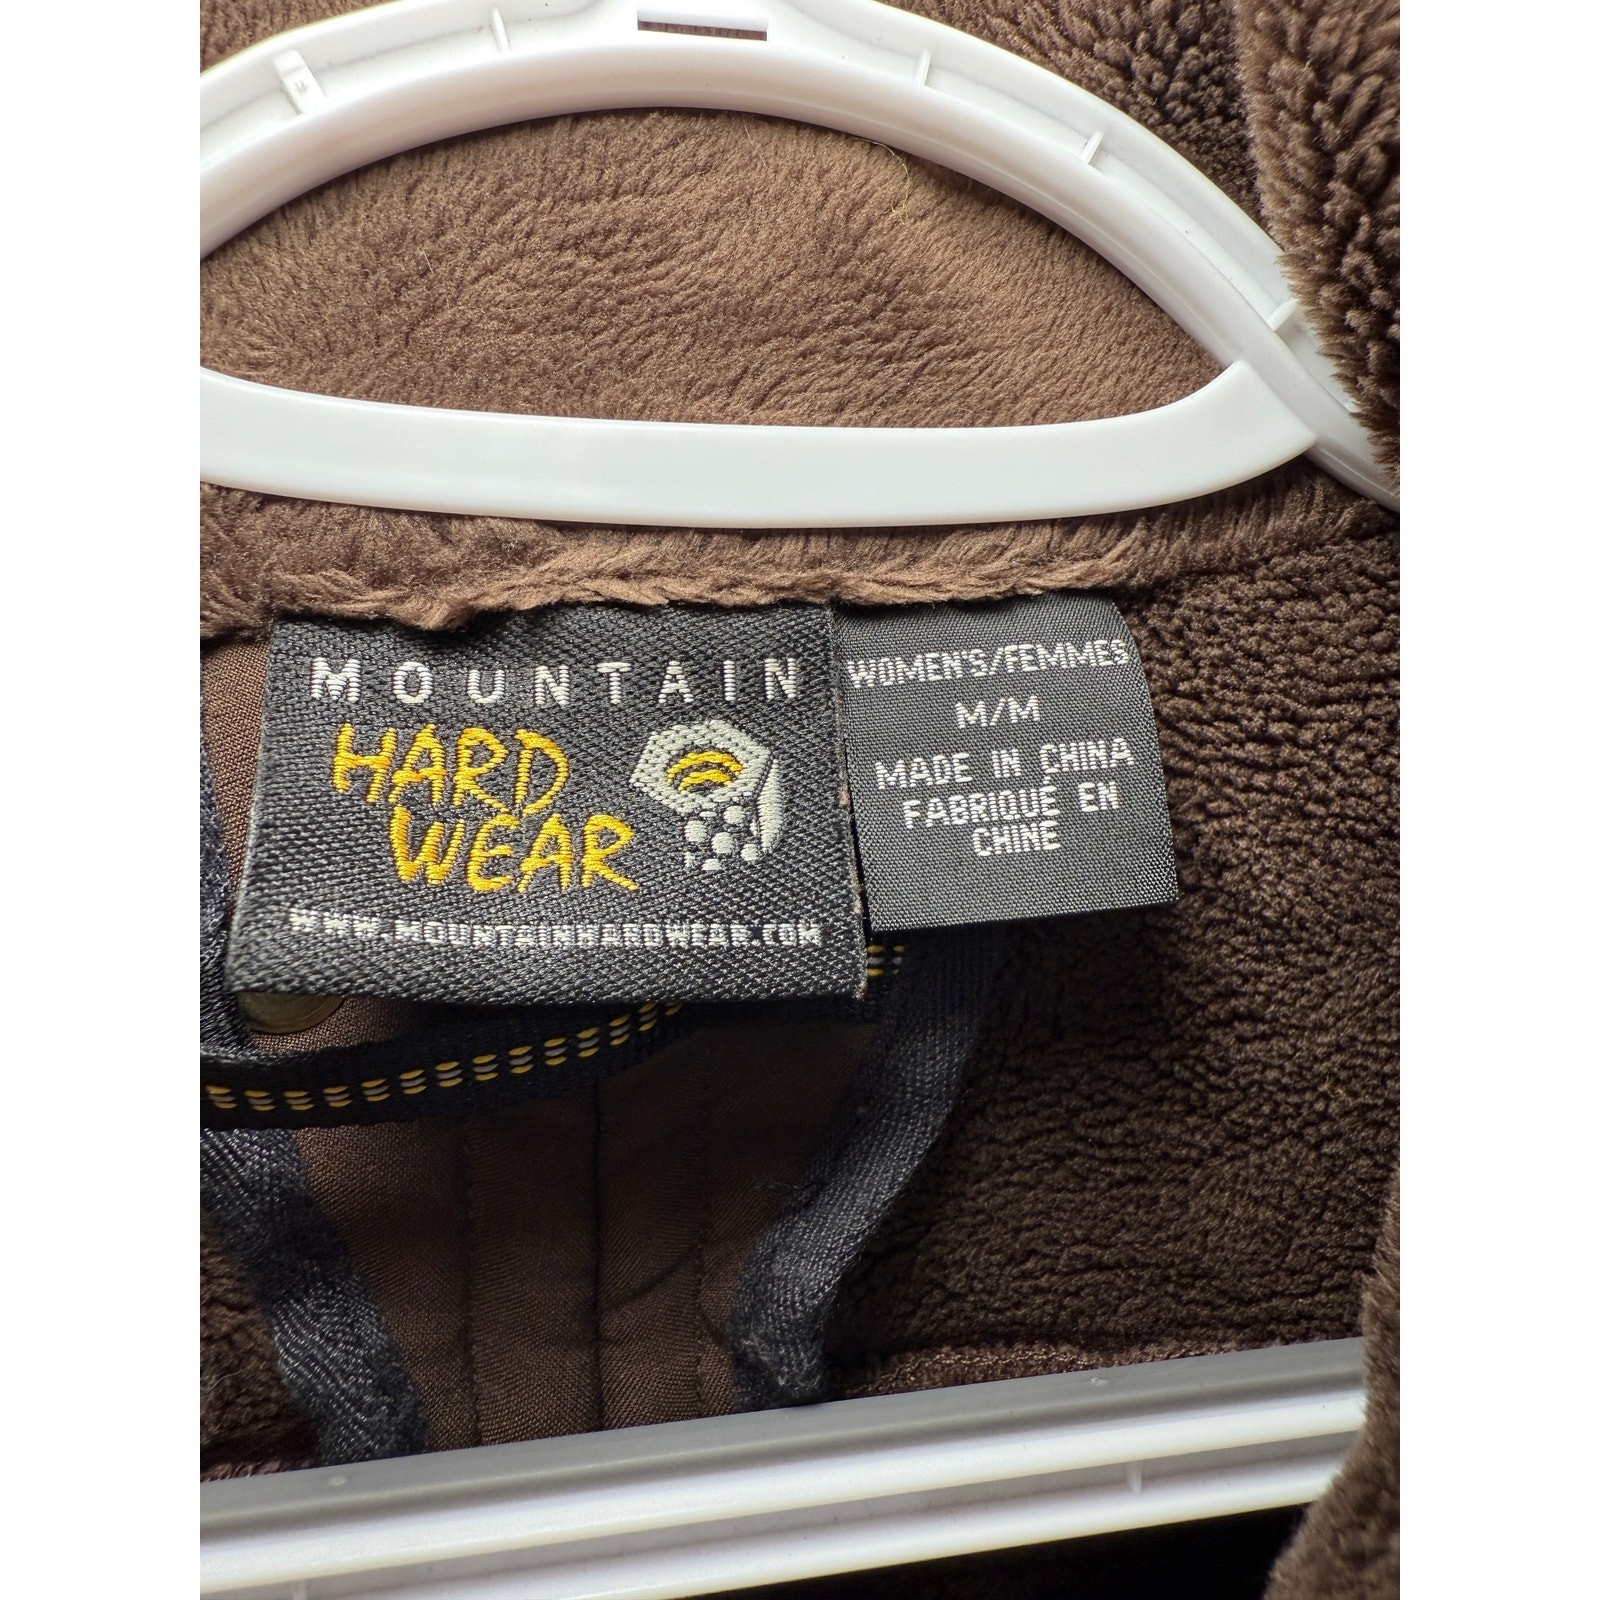 MOUNTAIN
HARD
WEAR
WWW.MOUNTAINHARDWEAR.COM
WOMEN'S/FEMMES
M/M
MADE IN CHINA
FABRIQUÉ EN
CHINE